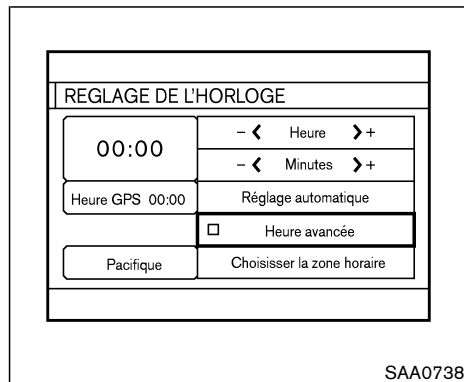 REGLAGE DE L'HORLOGE
00:00
- Heure +
- Minutes +
Heure GPS 00:00
Réglage automatique
Heure avancée
Pacifique
Choisisser la zone horaire
SAA0738